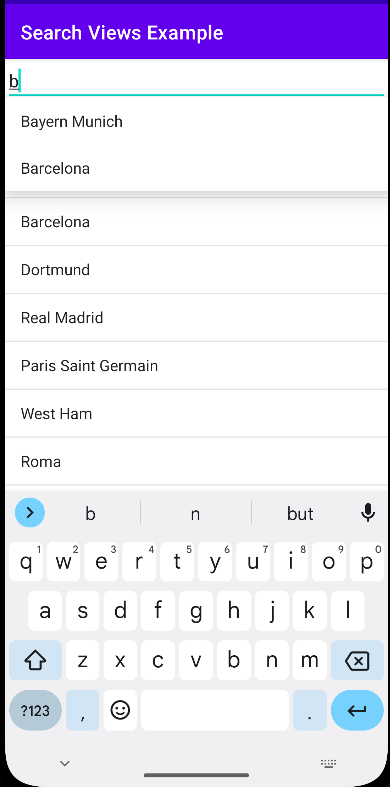 Search Views Example
b
Bayern Munich
Barcelona
Barcelona
Dortmund
Real Madrid
Paris Saint Germain
West Ham
Roma
b n but
q 1 w 2 e 3 r 4 t 5 y 6 u 7 i 8 o 9 p 0
a s d f g h j k l
z x c v b n m
?123 , .